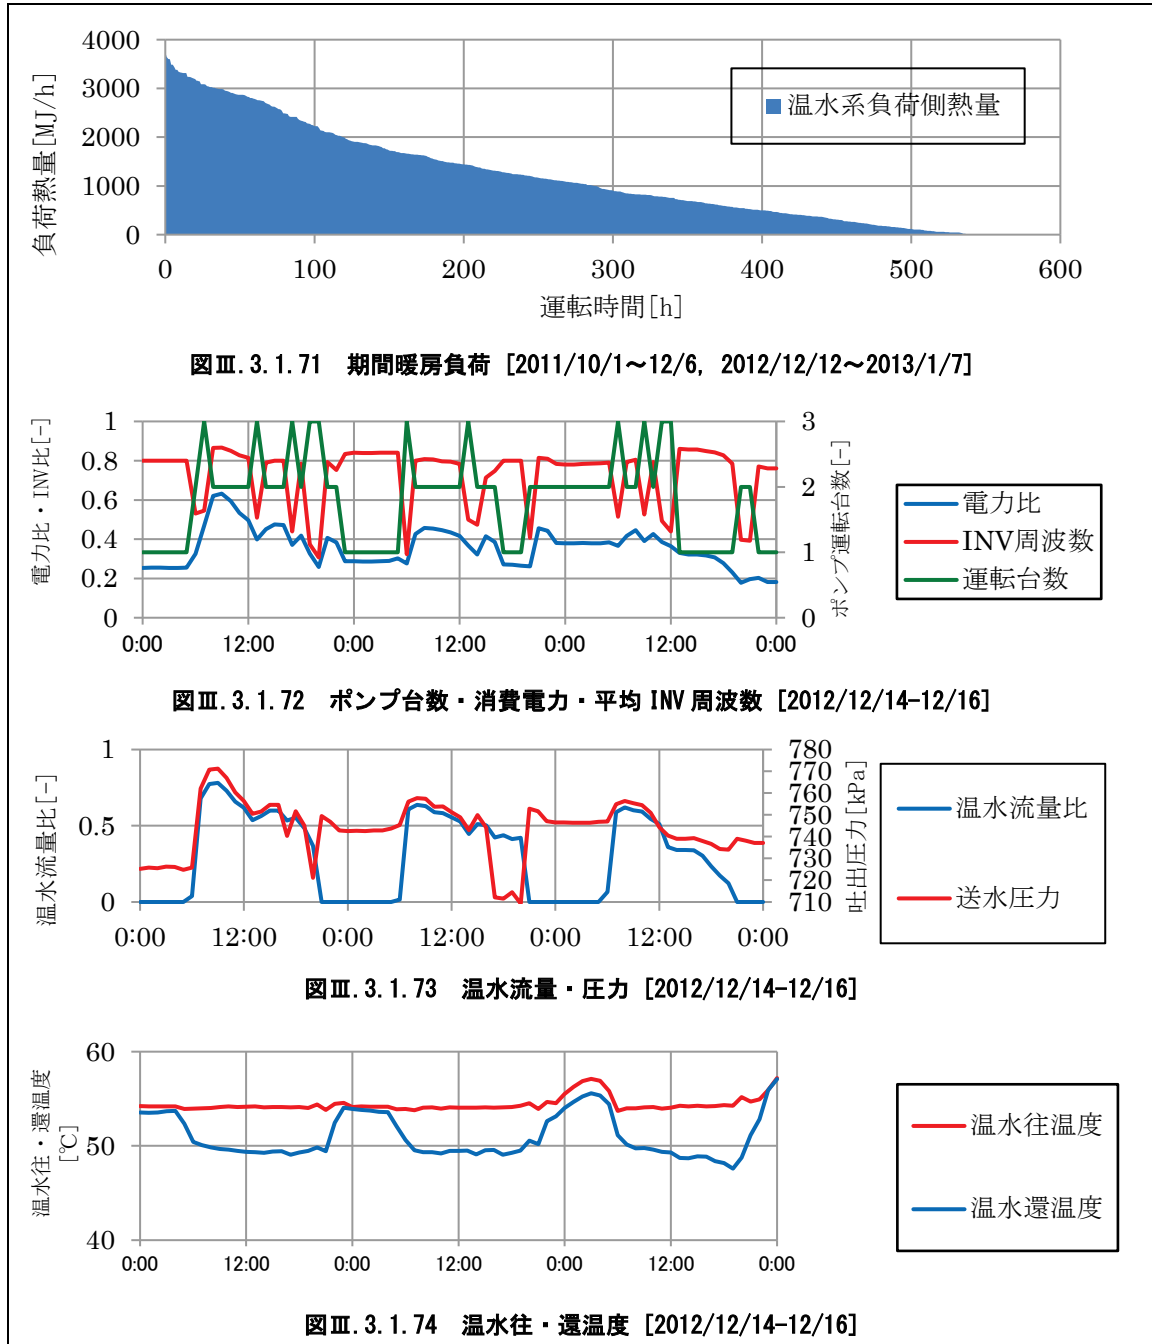 4000
3000
2000
1000
0
負荷熱量[MJ/h]
温水系負荷側熱量
0 100 200 300 400 500 600
運転時間[h]
図Ⅲ.3.1.71 期間暖房負荷 [2011/10/1～12/6, 2012/12/12～2013/1/7]
1
0.8
0.6
0.4
0.2
0
電力比・INV比[-]
3
2
1
0
ポンプ運転台数[-]
0:00 12:00 0:00 12:00 0:00 12:00 0:00
電力比
INV周波数
運転台数
図Ⅲ.3.1.72 ポンプ台数・消費電力・平均 INV 周波数 [2012/12/14-12/16]
1
0.5
0
温水流量比[-]
780
770
760
750
740
730
720
710
吐出圧力[kPa]
0:00 12:00 0:00 12:00 0:00 12:00 0:00
温水流量比
送水圧力
図Ⅲ.3.1.73 温水流量・圧力 [2012/12/14-12/16]
60
50
40
温水往・還温度
[℃]
0:00 12:00 0:00 12:00 0:00 12:00 0:00
温水往温度
温水還温度
図Ⅲ.3.1.74 温水往・還温度 [2012/12/14-12/16]